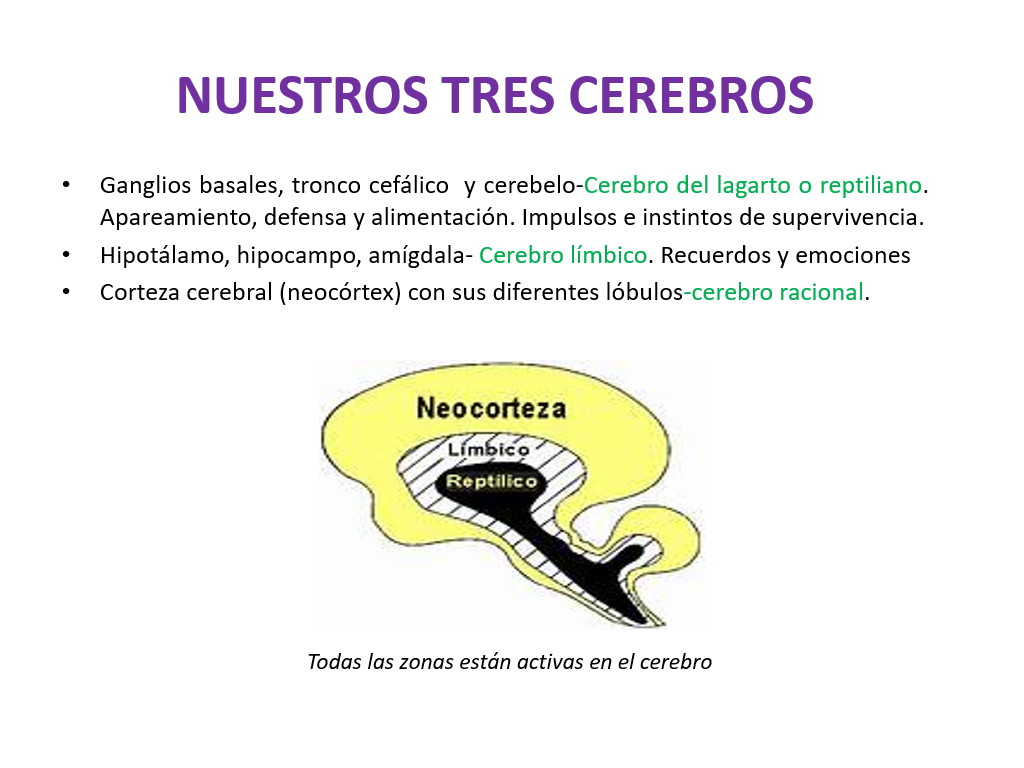 NUESTROS TRES CEREBROS
• Ganglios basales, tronco cefálico y cerebelo-Cerebro del lagarto o reptiliano.
Apareamiento, defensa y alimentación. Impulsos e instintos de supervivencia.
• Hipotálamo, hipocampo, amígdala- Cerebro límbico. Recuerdos y emociones
• Corteza cerebral (neocórtex) con sus diferentes lóbulos-cerebro racional.
Neocorteza
Límbico
Reptílico
Todas las zonas están activas en el cerebro